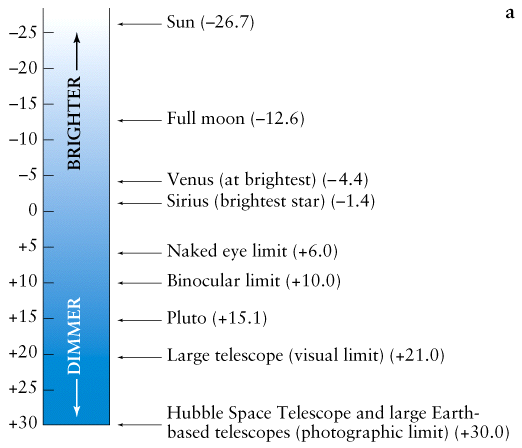 a
−25
−20
−15
−10
−5
0
+5
+10
+15
+20
+25
+30
BRIGHTER
DIMMER
Sun (−26.7)
Full moon (−12.6)
Venus (at brightest) (−4.4)
Sirius (brightest star) (−1.4)
Naked eye limit (+6.0)
Binocular limit (+10.0)
Pluto (+15.1)
Large telescope (visual limit) (+21.0)
Hubble Space Telescope and large Earth-
based telescopes (photographic limit) (+30.0)